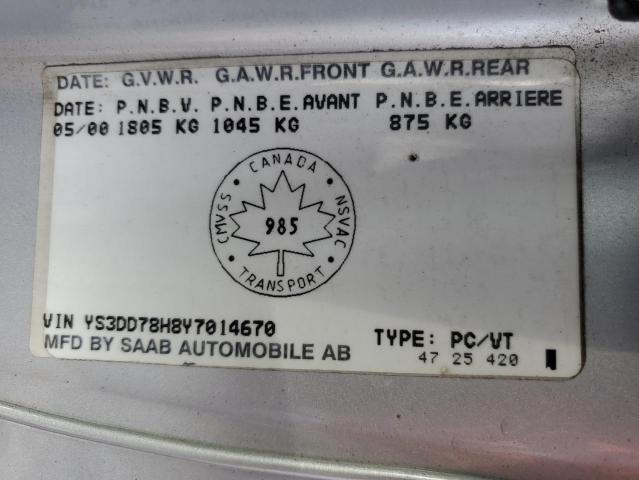 DATE: G.V.W.R. G.A.W.R.FRONT G.A.W.R.REAR
DATE: P.N.B.V. P.N.B.E.AVANT P.N.B.E.ARRIERE
05/00 1805 KG 1045 KG 875 KG
CANADA
CMVSS 985 NSVAC
TRANSPORT
VIN YS3DD78H8Y7014670
MFD BY SAAB AUTOMOBILE AB
TYPE: PC/VT
47 25 420